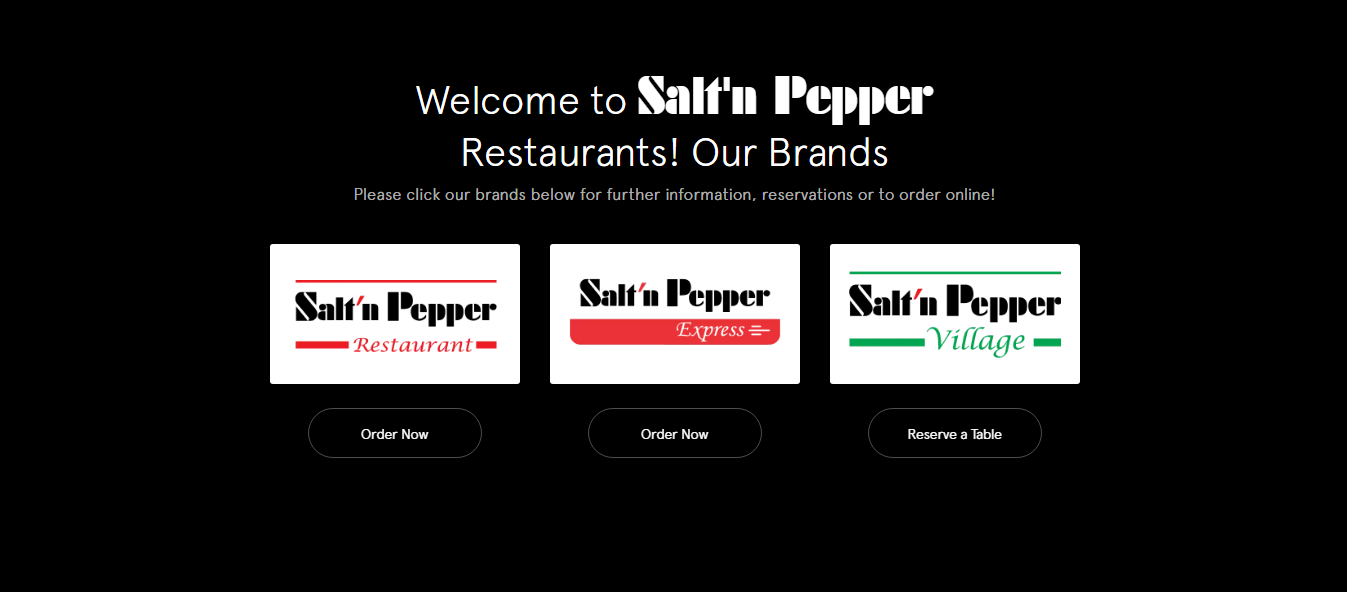 Welcome to Salt'n Pepper
Restaurants! Our Brands
Please click our brands below for further information, reservations or to order online!
Salt'n Pepper
Restaurant
Salt'n Pepper
Express
Salt'n Pepper
Village
Order Now
Order Now
Reserve a Table